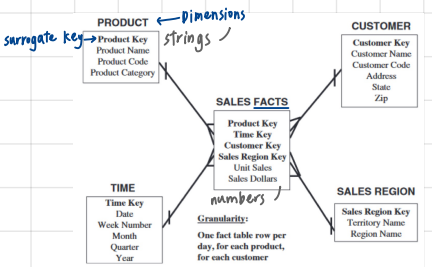 PRODUCT
Dimensions
surrogate key
Product Key
Product Name
Product Code
Product Category
strings
CUSTOMER
Customer Key
Customer Name
Customer Code
Address
State
Zip
SALES FACTS
Product Key
Time Key
Customer Key
Sales Region Key
Unit Sales
Sales Dollars
numbers
TIME
Time Key
Date
Week Number
Month
Quarter
Year
Granularity:
One fact table row per
day, for each product,
for each customer
SALES REGION
Sales Region Key
Territory Name
Region Name